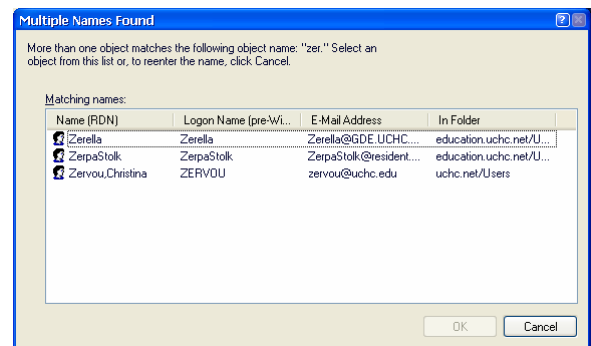 Multiple Names Found
More than one object matches the following object name: "zer." Select an
object from this list or, to reenter the name, click Cancel.
Matching names:
Name (RDN) Logon Name (pre-Wi... E-Mail Address In Folder
Zerella Zerella Zerella@GDE.UCHC.... education.uchc.net/U...
ZerpaStolk ZerpaStolk ZerpaStolk@resident.... education.uchc.net/U...
Zervou,Christina ZERVOU zervou@uchc.edu uchc.net/Users
OK Cancel